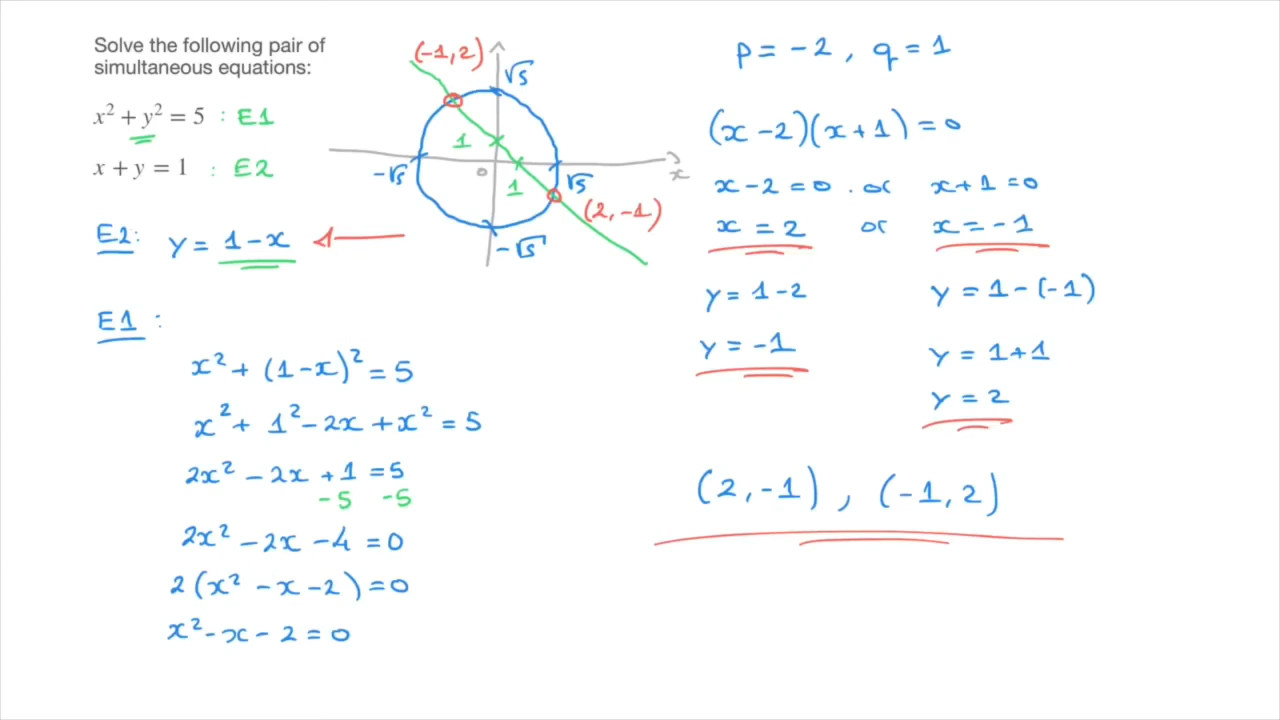 Solve the following pair of
simultaneous equations:
x² + y² = 5 : E1
x + y = 1 : E2
E2: y = 1 - x
E1 :
x² + (1 - x)² = 5
x² + 1² - 2x + x² = 5
2x² - 2x + 1 = 5
- 5 - 5
2x² - 2x - 4 = 0
2(x² - x - 2) = 0
x² - x - 2 = 0
(-1, 2)
√5
1
-√5
0
1
√5
x
(2, -1)
-√5
p = -2 , q = 1
(x - 2)(x + 1) = 0
x - 2 = 0 . or x + 1 = 0
x = 2 or x = -1
y = 1 - 2 y = 1 - (-1)
y = -1 y = 1 + 1
y = 2
(2, -1) , (-1, 2)